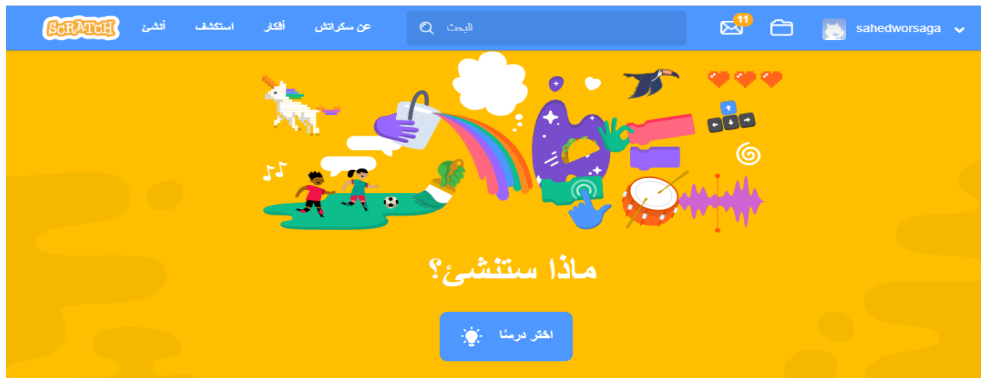 SCRATCH أنشئ استكشف أفكار عن سكراتش البحث 11 sahedworsaga
ماذا ستنشئ؟
اختر درسًا